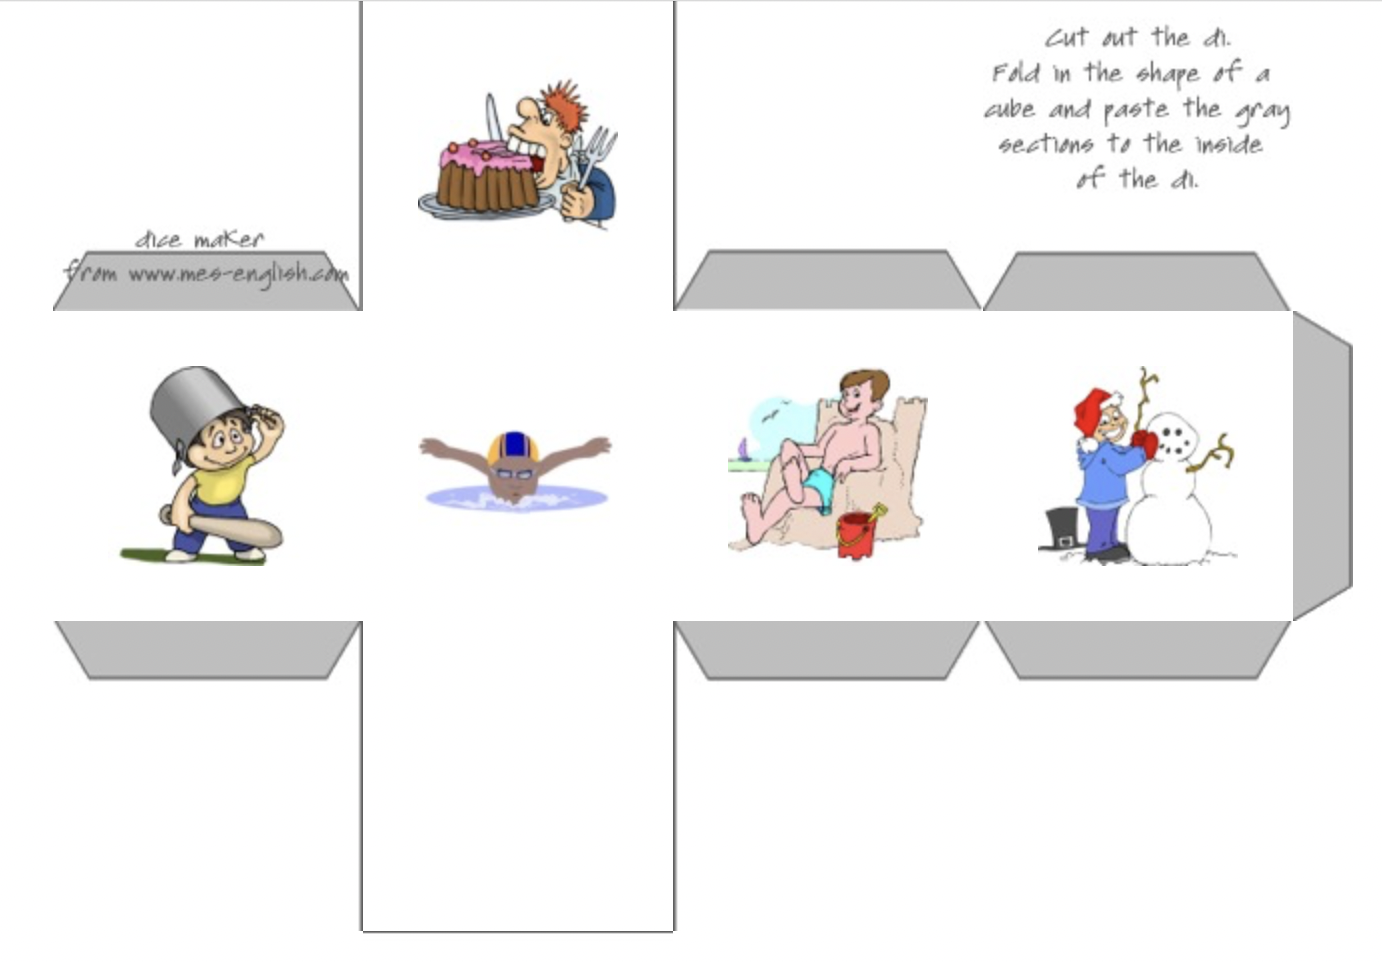 Cut out the di.
Fold in the shape of a
cube and paste the gray
sections to the inside
of the di.
dice maker
from www.mes-english.com